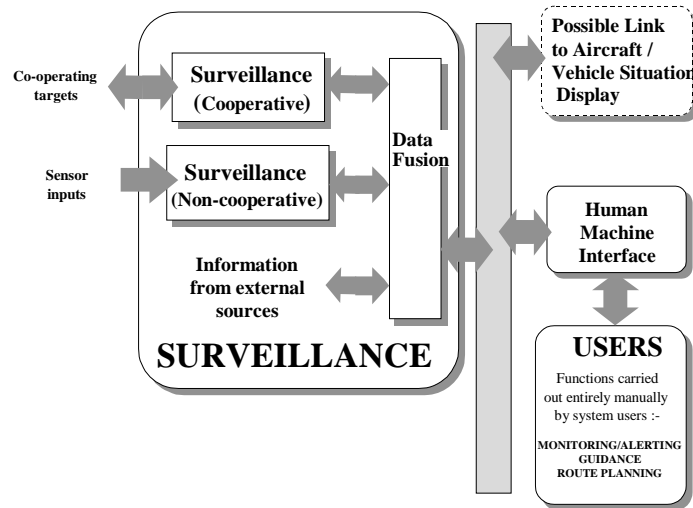 Co-operating
targets
Surveillance
(Cooperative)
Sensor
inputs
Surveillance
(Non-cooperative)
Information
from external
sources
Data
Fusion
SURVEILLANCE
Possible Link
to Aircraft /
Vehicle Situation
Display
Human
Machine
Interface
USERS
Functions carried
out entirely manually
by system users :-
MONITORING/ALERTING
GUIDANCE
ROUTE PLANNING